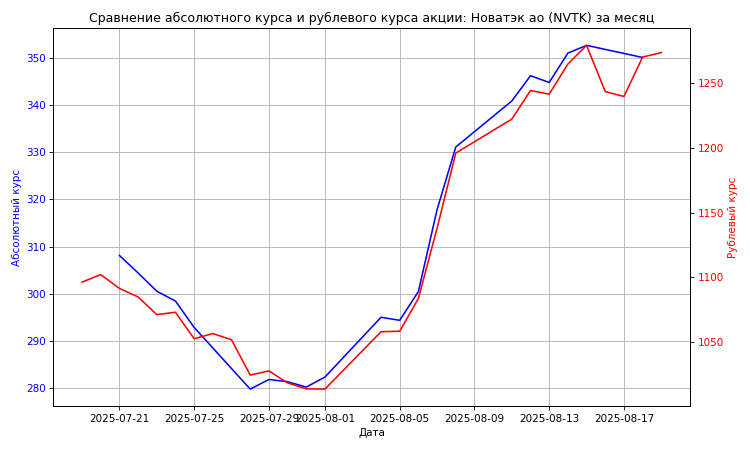 Сравнение абсолютного курса и рублевого курса акции: Новатэк ао (NVTK) за месяц
Абсолютный курс
350
340
330
320
310
300
290
280
1250
1200
1150
1100
1050
Рублевый курс
2025-07-21 2025-07-25 2025-07-29 2025-08-01 2025-08-05 2025-08-09 2025-08-13 2025-08-17
Дата